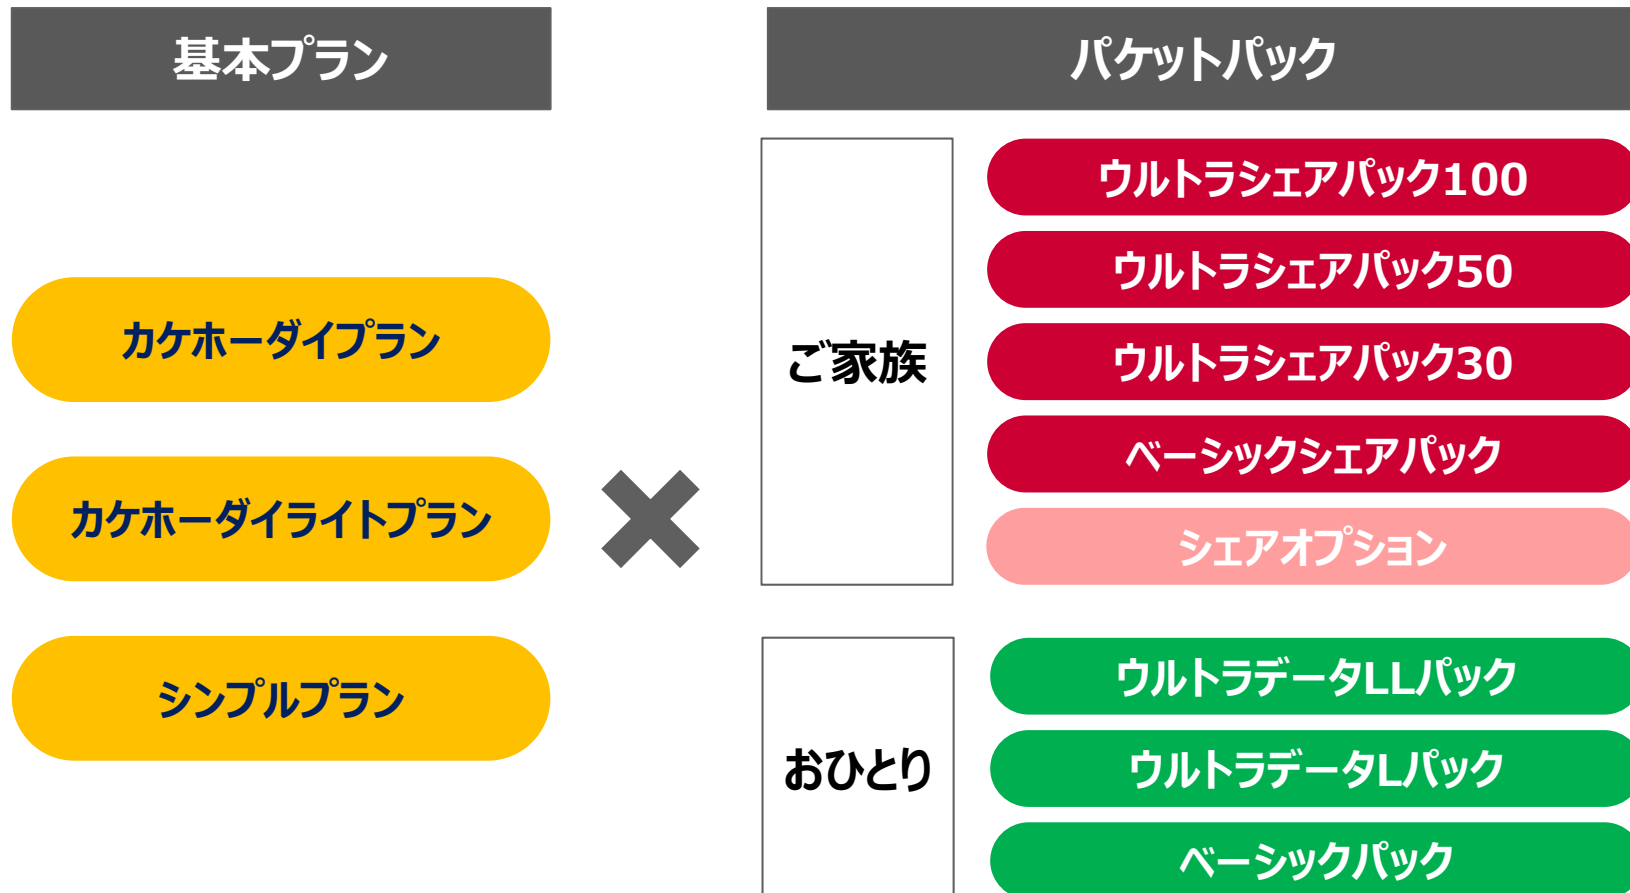 基本プラン
パケットパック
カケホーダイプラン
カケホーダイライトプラン
シンプルプラン
ご家族
ウルトラシェアパック100
ウルトラシェアパック50
ウルトラシェアパック30
ベーシックシェアパック
シェアオプション
おひとり
ウルトラデータLLパック
ウルトラデータLパック
ベーシックパック